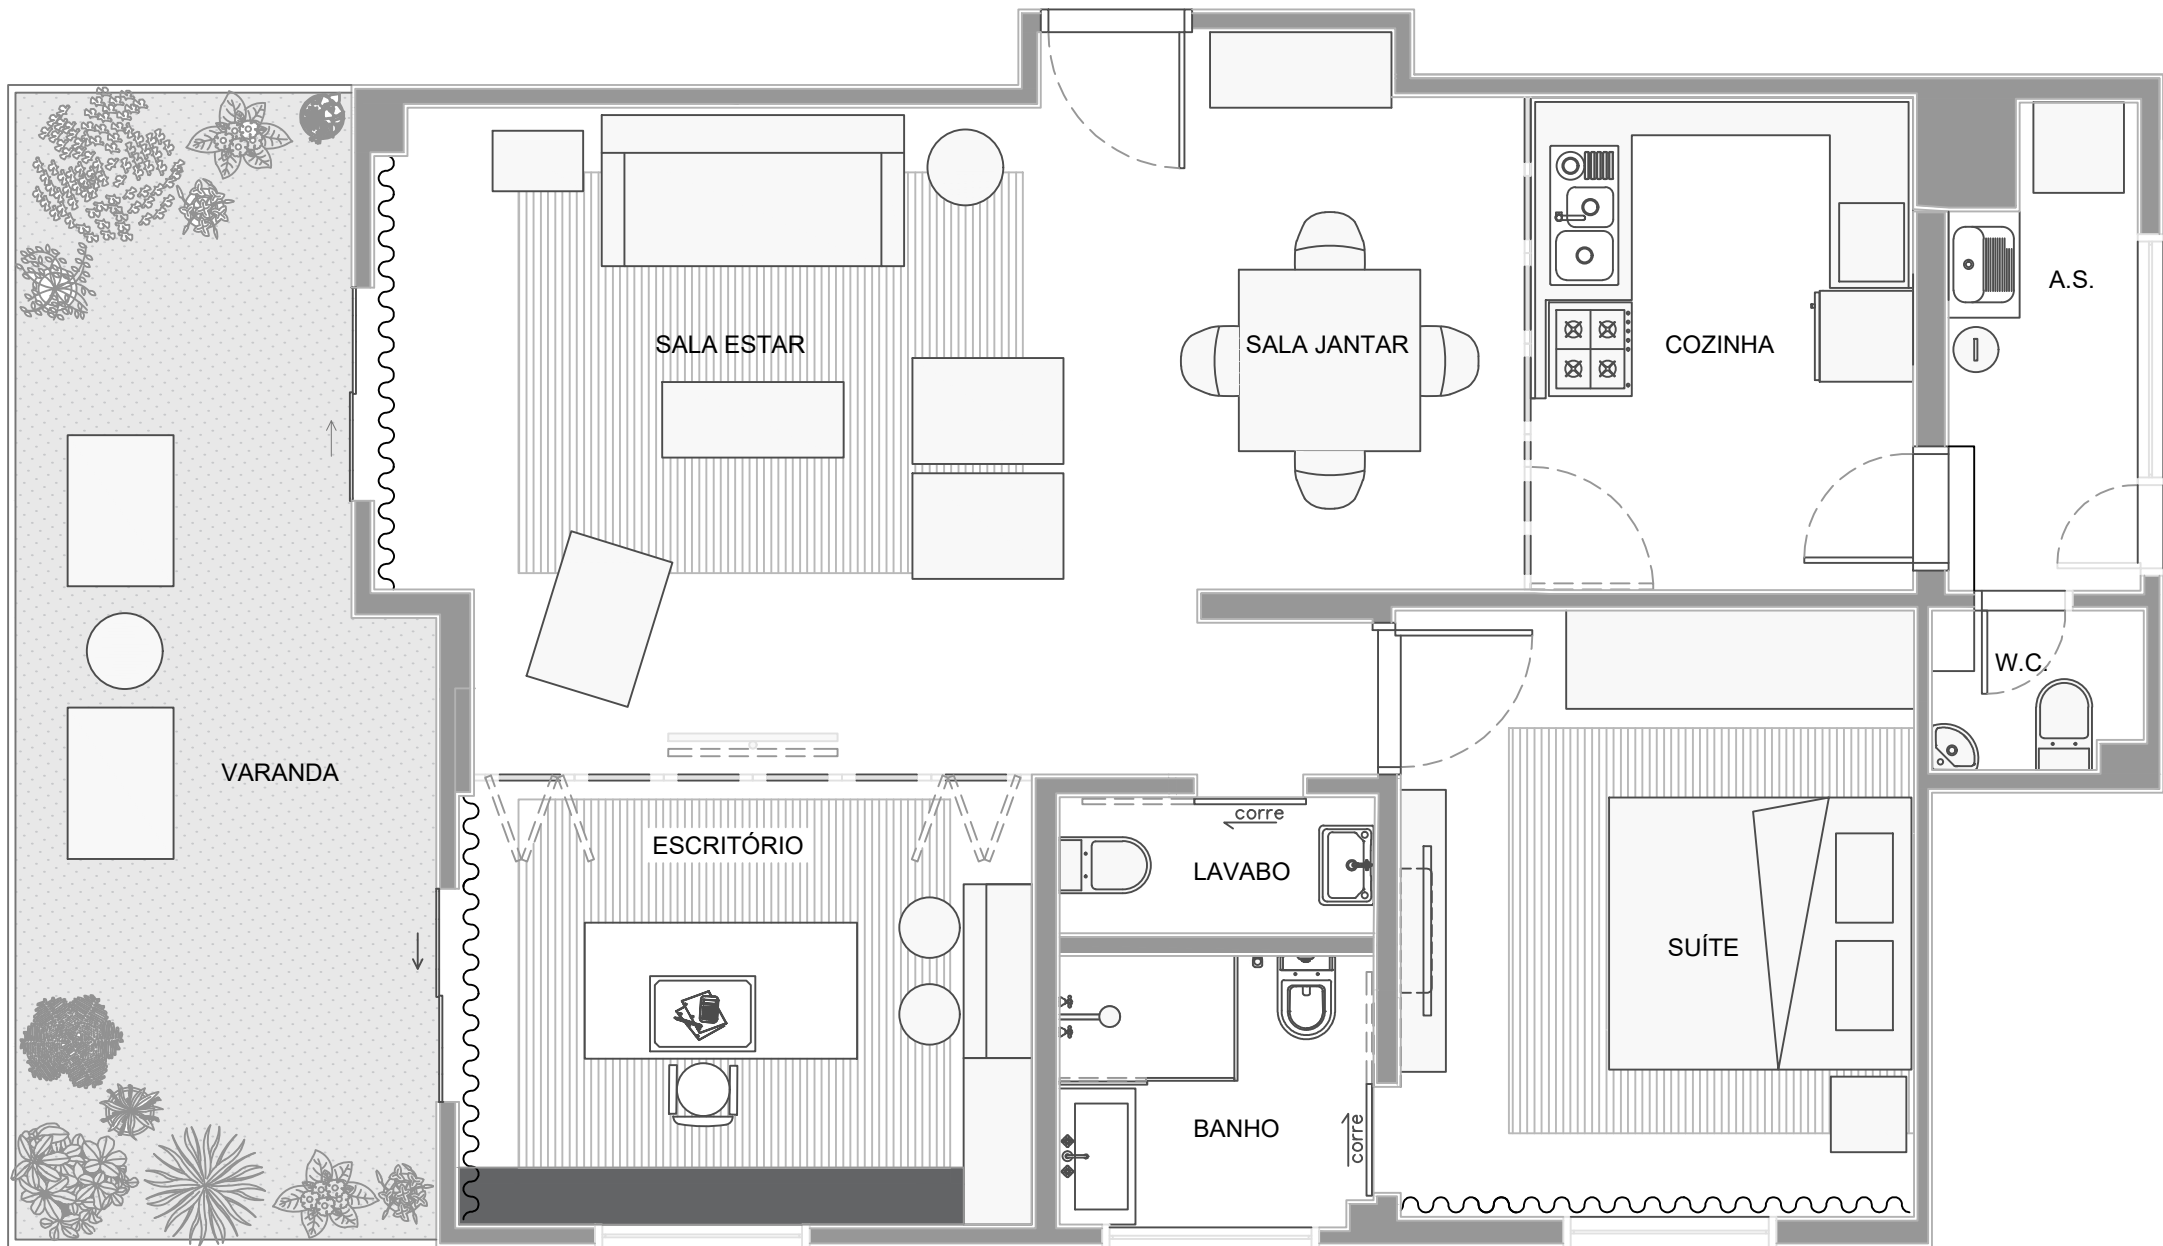 A.S.
SALA ESTAR
SALA JANTAR
COZINHA
W.C.
VARANDA
ESCRITÓRIO
corre
LAVABO
SUÍTE
BANHO
corre